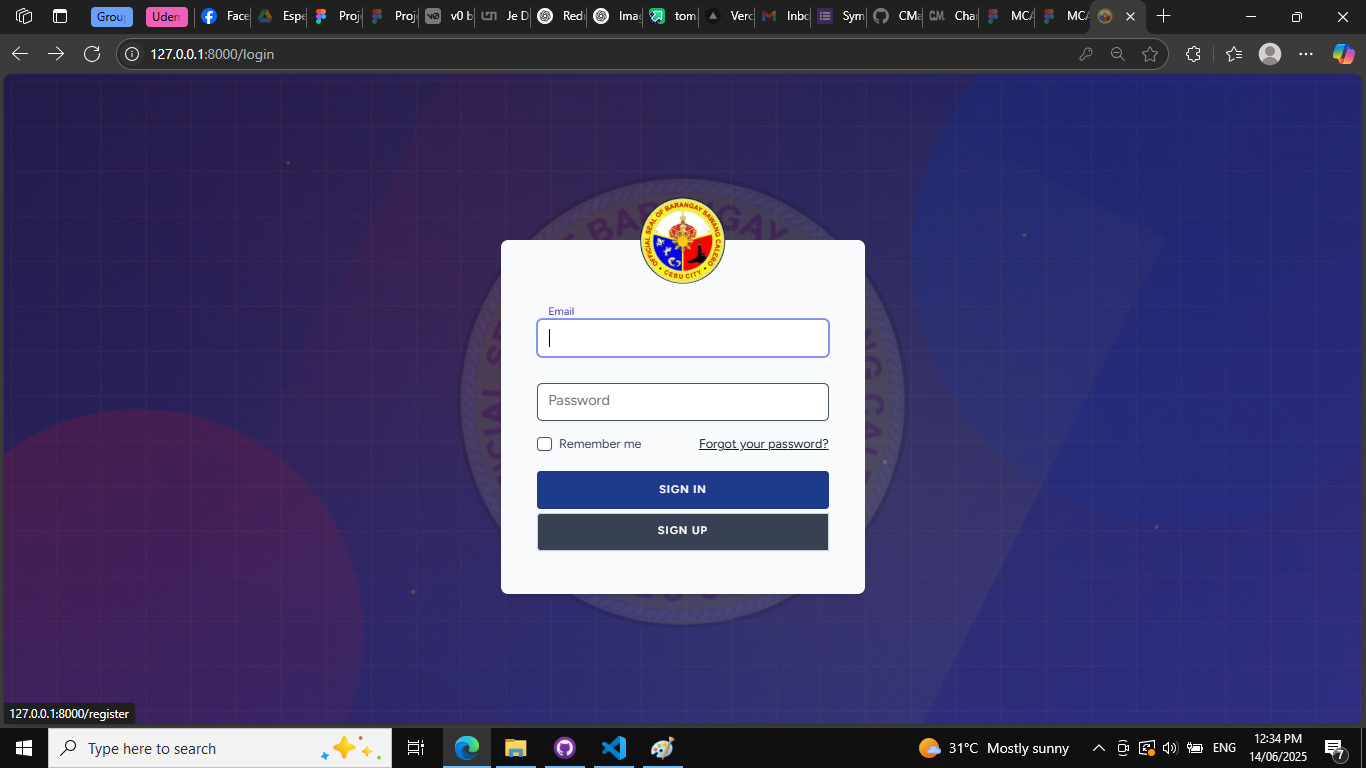 Group
Uden
Face
Espe
Proj
Proj
v0 b
Je D
Red
Imag
tom
Verc
Inbc
Sym
CMa
Cha
MCA
MCA
127.0.0.1:8000/login
OFFICIAL SEAL OF BARANGAY SAWANG CALERO
CEBU CITY
Email
Password
Remember me
Forgot your password?
SIGN IN
SIGN UP
127.0.0.1:8000/register
Type here to search
31°C Mostly sunny
ENG
12:34 PM
14/06/2025
7